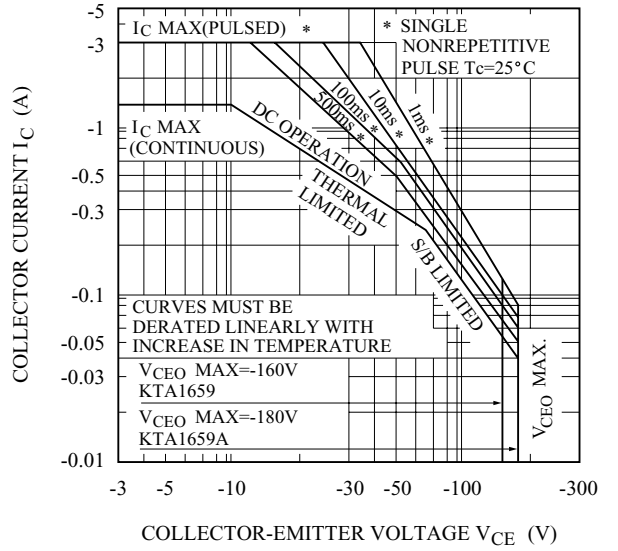 -5
I_C MAX(PULSED) *
* SINGLE
NONREPETITIVE
PULSE Tc=25°C
-3
1ms *
10ms *
100ms *
500ms *
-1
I_C MAX
(CONTINUOUS)
DC OPERATION
THERMAL
LIMITED
-0.5
-0.3
S/B LIMITED
COLLECTOR CURRENT I_C (A)
-0.1
CURVES MUST BE
DERATED LINEARLY WITH
INCREASE IN TEMPERATURE
-0.05
-0.03
V_CEO MAX=-160V
KTA1659
V_CEO MAX=-180V
KTA1659A
V_CEO MAX.
-0.01
-3 -5 -10 -30 -50 -100 -300
COLLECTOR-EMITTER VOLTAGE V_CE (V)